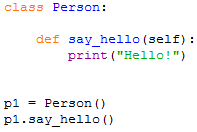 class Person:
    def say_hello(self):
        print("Hello!")
p1 = Person()
p1.say_hello()